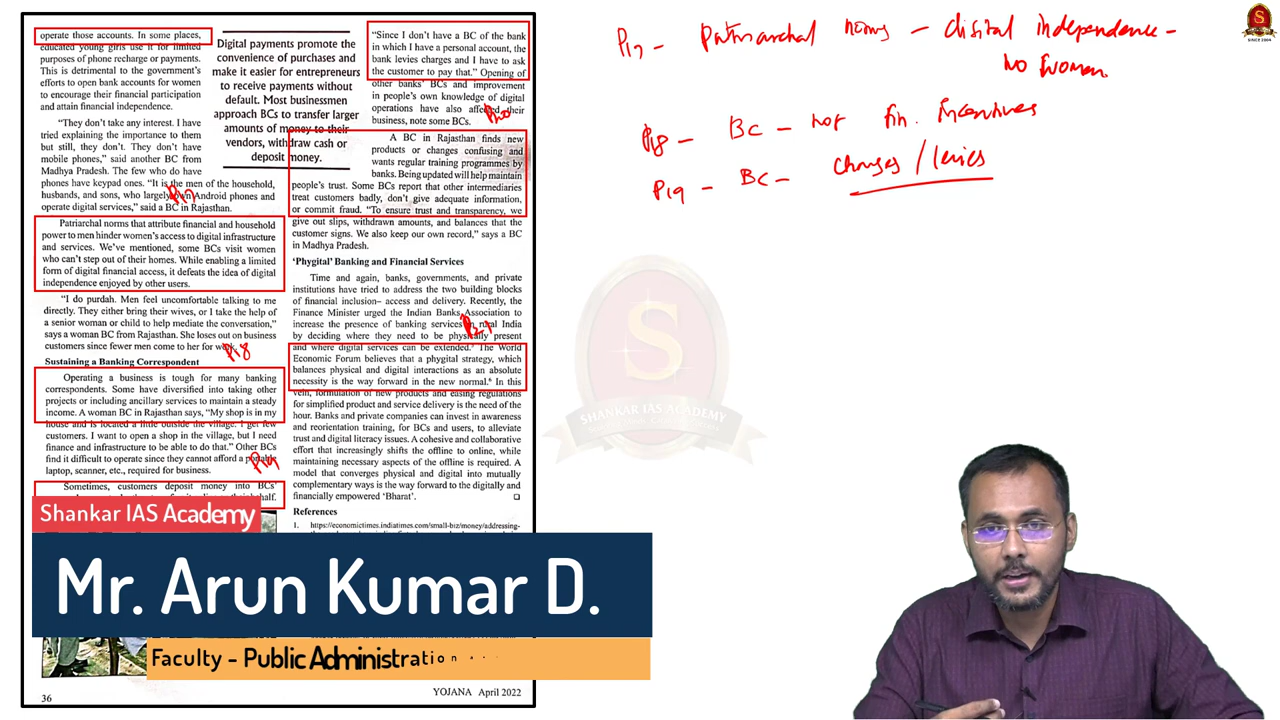 operate those accounts. In some places,
educated young girls use it for limited
purposes of phone recharge or payments.
This is detrimental to the government's
efforts to open bank accounts for women
to encourage their financial participation
and attain financial independence.
"They don't take any interest. I have
tried explaining the importance to them
but still, they don't. They don't have
mobile phones," said another BC from
Madhya Pradesh. The few who do have
phones have keypad ones. "It is the men of the household,
husbands, and sons, who largely own Android phones and
operate digital services," said a BC in Rajasthan.
P17
Patriarchal norms that attribute financial and household
power to men hinder women's access to digital infrastructure
and services. We've mentioned, some BCs visit women
who can't step out of their homes. While enabling a limited
form of digital financial access, it defeats the idea of digital
independence enjoyed by other users.
"I do purdah. Men feel uncomfortable talking to me
directly. They either bring their wives, or I take the help of
a senior woman or child to help mediate the conversation,"
says a woman BC from Rajasthan. She loses out on business
customers since fewer men come to her for work.
P18
Sustaining a Banking Correspondent
Operating a business is tough for many banking
correspondents. Some have diversified into taking other
projects or including ancillary services to maintain a steady
income. A woman BC in Rajasthan says, "My shop is in my
house and is located a little outside the village. I get few
customers. I want to open a shop in the village, but I need
finance and infrastructure to be able to do that." Other BCs
find it difficult to operate since they cannot afford a portable
laptop, scanner, etc., required for business.
P19
Sometimes, customers deposit money into BCs'
half.
Digital payments promote the
convenience of purchases and
make it easier for entrepreneurs
to receive payments without
default. Most businessmen
approach BCs to transfer larger
amounts of money to their
vendors, withdraw cash or
deposit money.
"Since I don't have a BC of the bank
in which I have a personal account, the
bank levies charges and I have to ask
the customer to pay that." Opening of
other banks' BCs and improvement
in people's own knowledge of digital
operations have also affected their
business, note some BCs.
P20
A BC in Rajasthan finds new
products or changes confusing and
wants regular training programmes by
banks. Being updated will help maintain
people's trust. Some BCs report that other intermediaries
treat customers badly, don't give adequate information,
or commit fraud. "To ensure trust and transparency, we
give out slips, withdrawn amounts, and balances that the
customer signs. We also keep our own record," says a BC
in Madhya Pradesh.
'Phygital' Banking and Financial Services
Time and again, banks, governments, and private
institutions have tried to address the two building blocks
of financial inclusion– access and delivery. Recently, the
Finance Minister urged the Indian Banks Association to
increase the presence of banking services in rural India
by deciding where they need to be physically present
and where digital services can be extended.⁵ The World
P21
Economic Forum believes that a phygital strategy, which
balances physical and digital interactions as an absolute
necessity is the way forward in the new normal.⁶ In this
vein, formulation of new products and easing regulations
for simplified product and service delivery is the need of the
hour. Banks and private companies can invest in awareness
and reorientation training, for BCs and users, to alleviate
trust and digital literacy issues. A cohesive and collaborative
effort that increasingly shifts the offline to online, while
maintaining necessary aspects of the offline is required. A
model that converges physical and digital into mutually
complementary ways is the way forward to the digitally and
financially empowered 'Bharat'.
References
1. https://economictimes.indiatimes.com/small-biz/money/addressing-
36
YOJANA April 2022
P17 - Patriarchal norms - digital independence -
no women
P18 - BC - not fin. incentives
P19 - BC - charges / levies
S
SHANKAR IAS ACADEMY
SINCE 2004
Shankar IAS Academy
Mr. Arun Kumar D.
Faculty - Public Administration